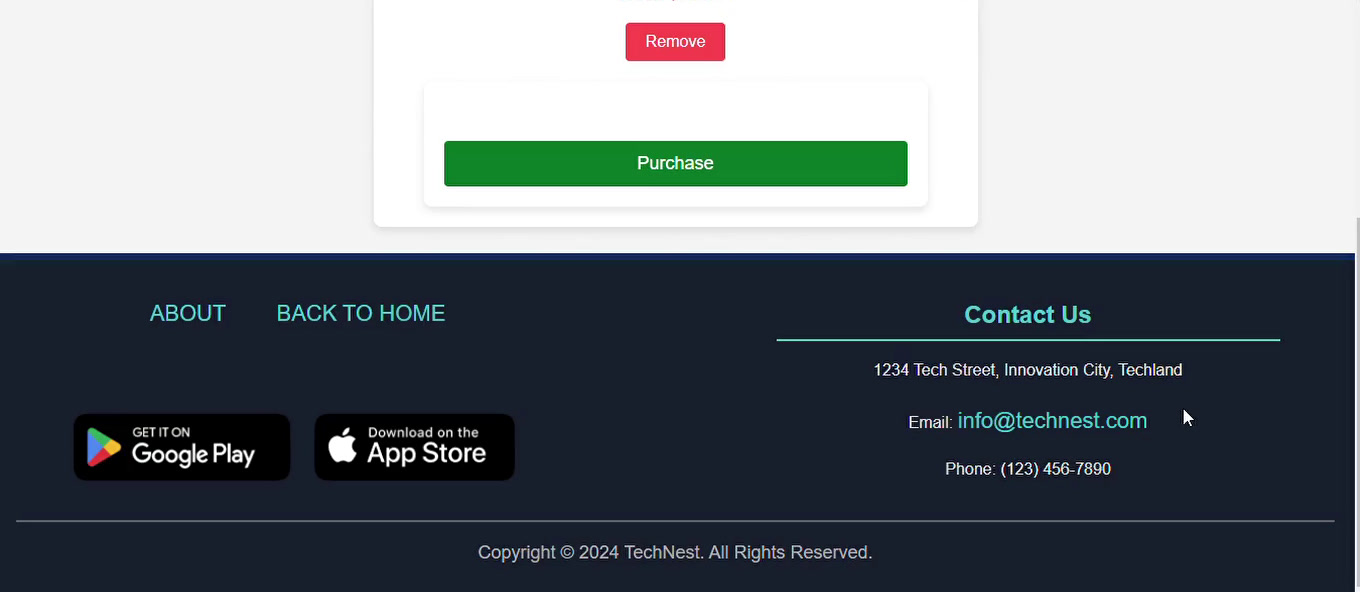 Remove
Purchase
ABOUT
BACK TO HOME
GET IT ON
Google Play
Download on the
App Store
Contact Us
1234 Tech Street, Innovation City, Techland
Email: info@technest.com
Phone: (123) 456-7890
Copyright © 2024 TechNest. All Rights Reserved.